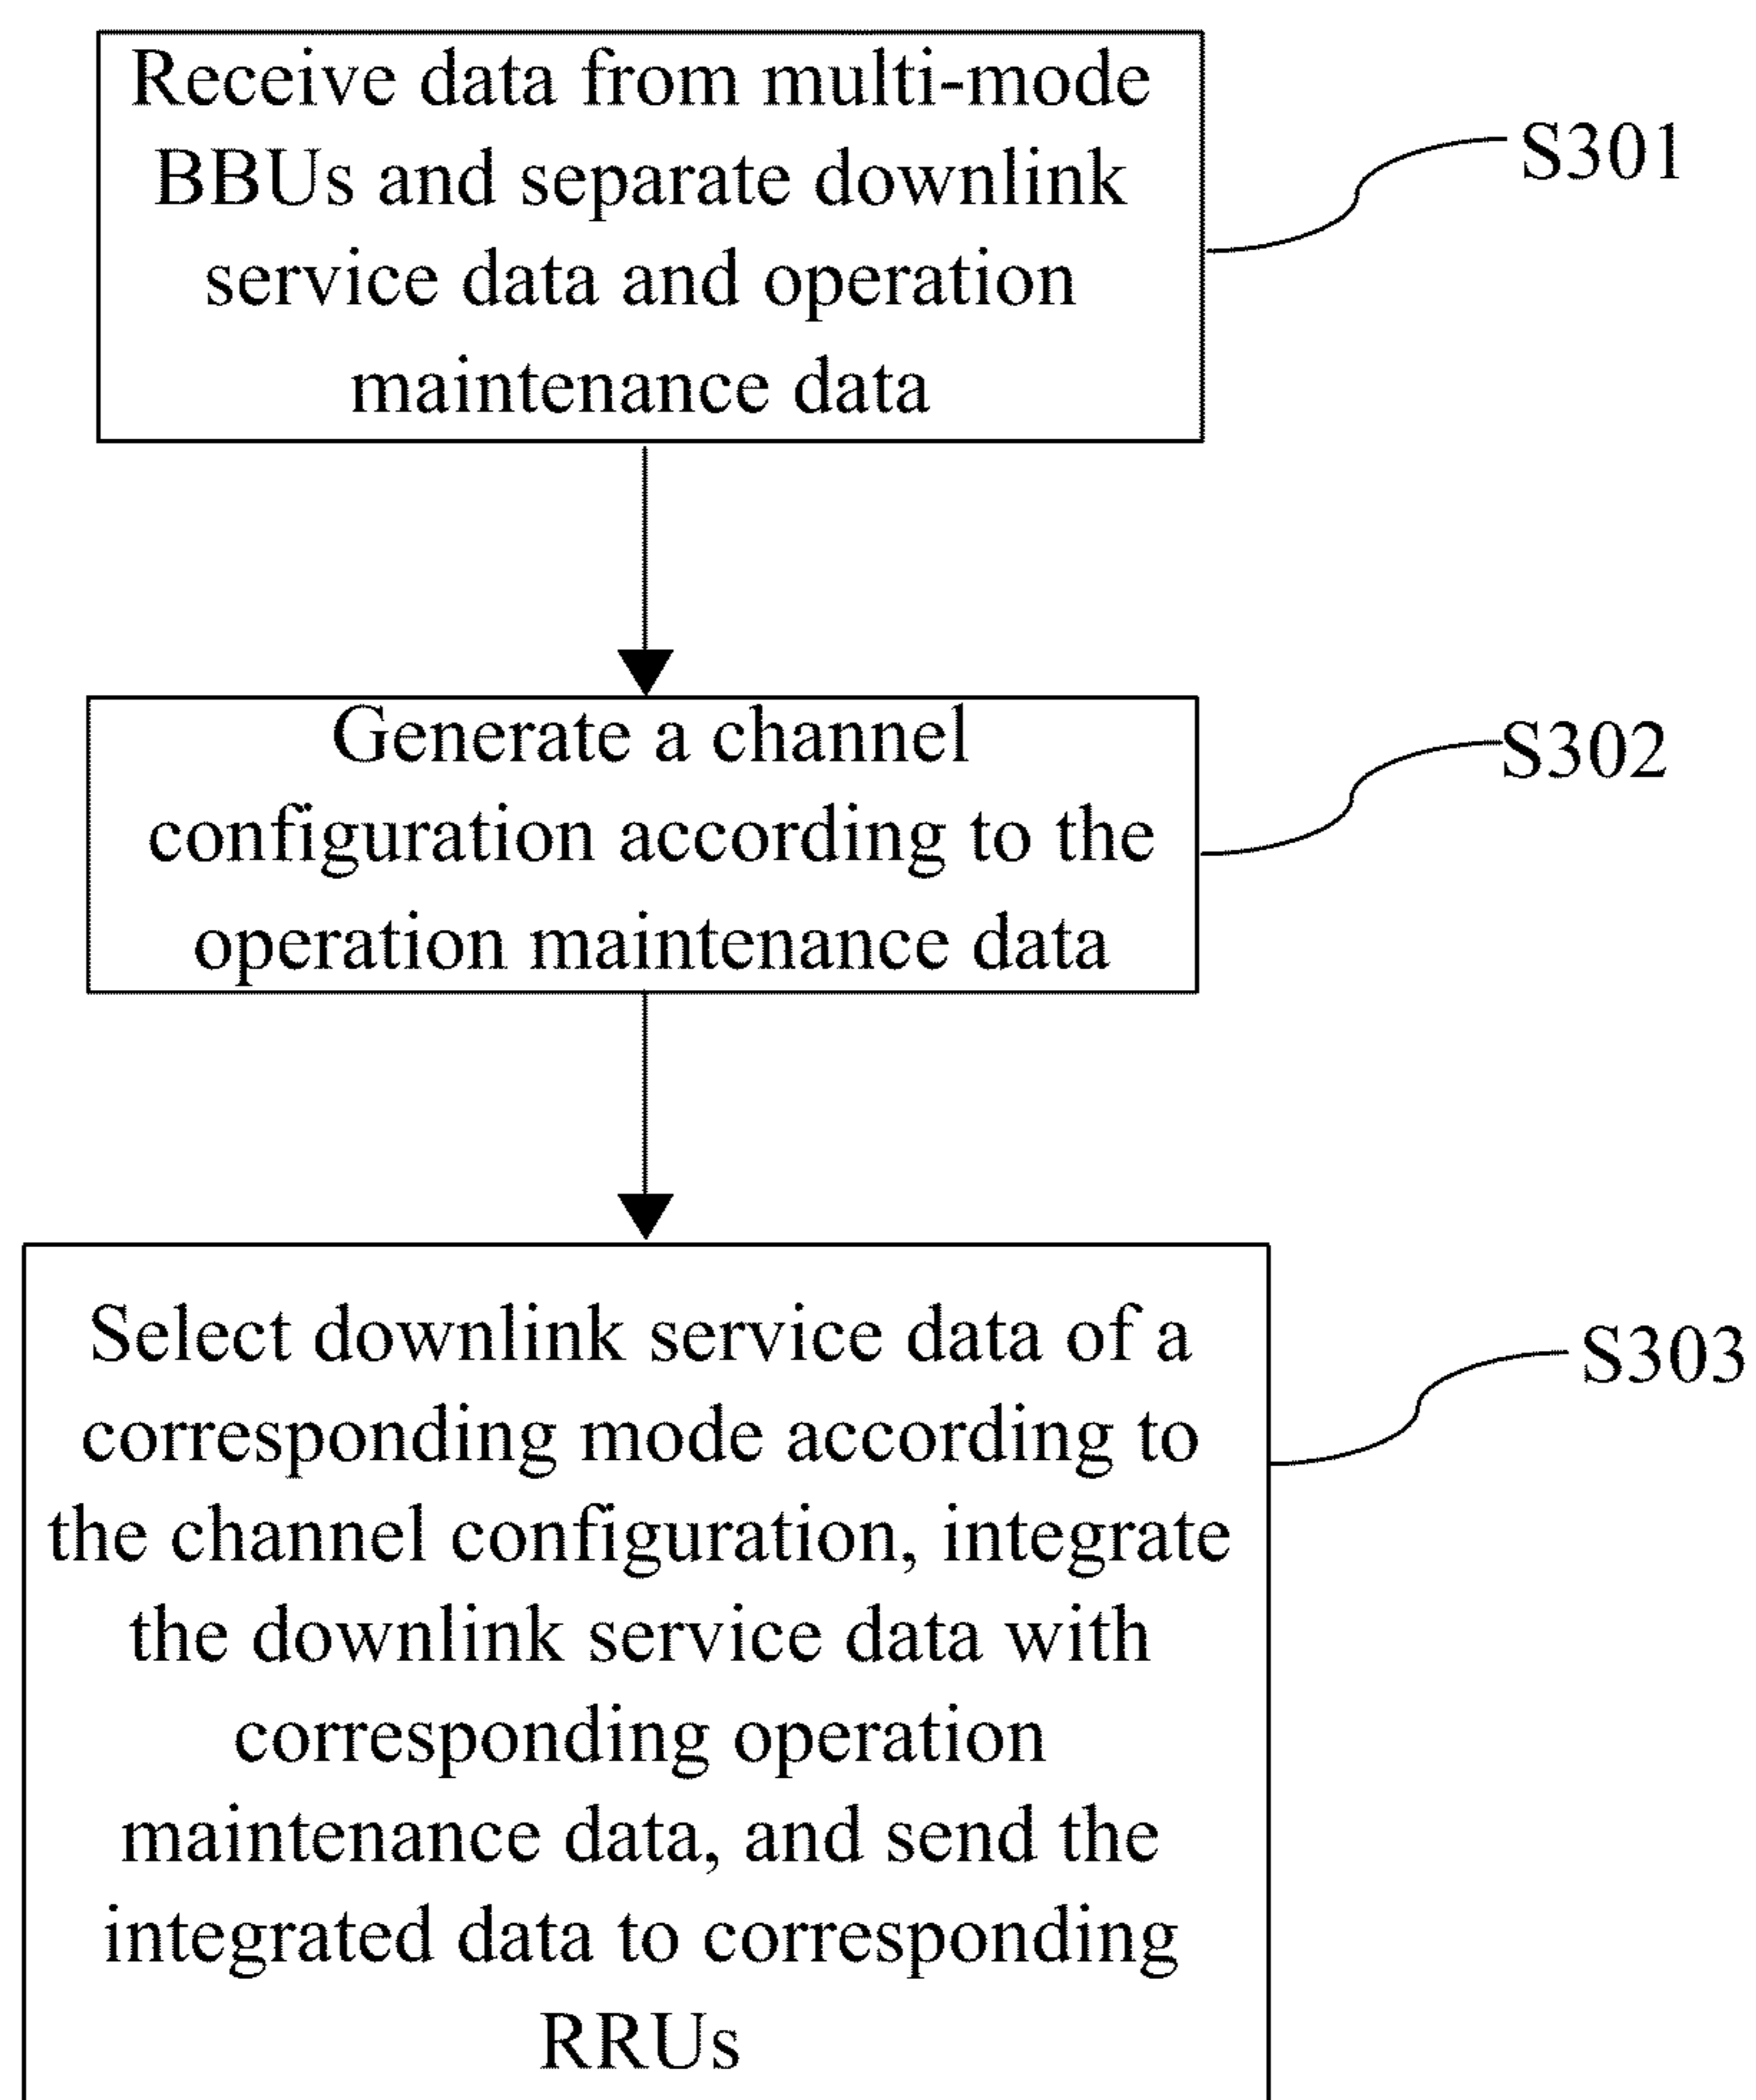 Receive data from multi-mode
BBUs and separate downlink
service data and operation
maintenance data
S301
Generate a channel
configuration according to the
operation maintenance data
S302
Select downlink service data of a
corresponding mode according to
the channel configuration, integrate
the downlink service data with
corresponding operation
maintenance data, and send the
integrated data to corresponding
RRUs
S303